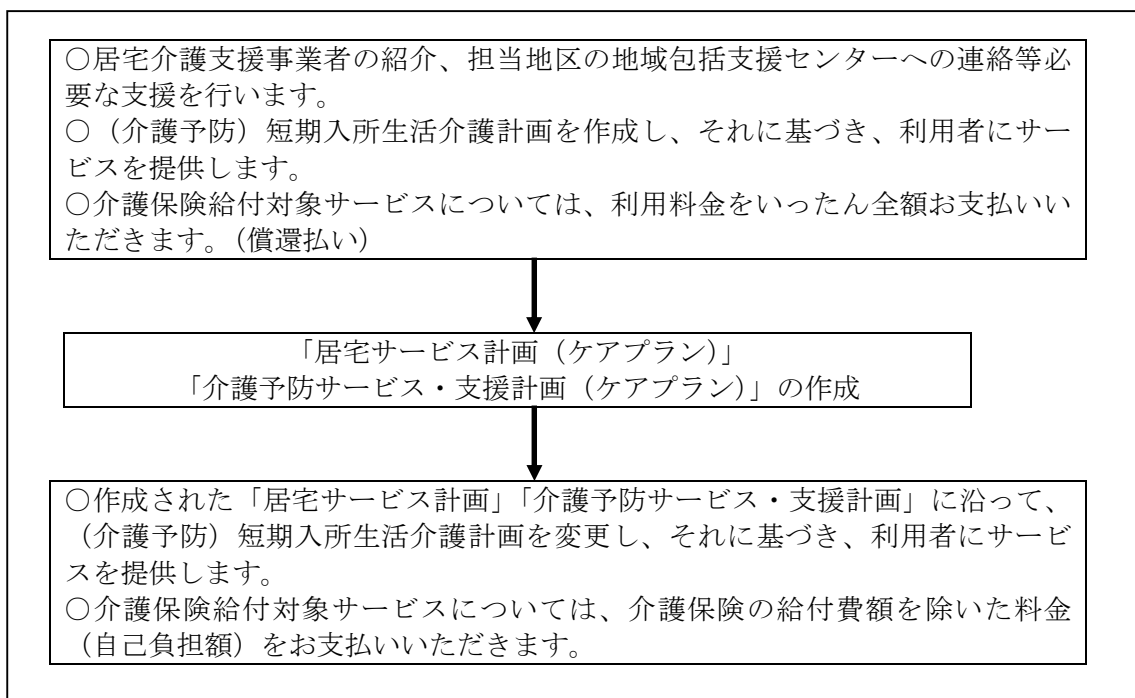 ○居宅介護支援事業者の紹介、担当地区の地域包括支援センターへの連絡等必
要な支援を行います。
○（介護予防）短期入所生活介護計画を作成し、それに基づき、利用者にサー
ビスを提供します。
○介護保険給付対象サービスについては、利用料金をいったん全額お支払いい
ただきます。（償還払い）
「居宅サービス計画（ケアプラン）」
「介護予防サービス・支援計画（ケアプラン）」の作成
○作成された「居宅サービス計画」「介護予防サービス・支援計画」に沿って、
（介護予防）短期入所生活介護計画を変更し、それに基づき、利用者にサービ
スを提供します。
○介護保険給付対象サービスについては、介護保険の給付費額を除いた料金
（自己負担額）をお支払いいただきます。